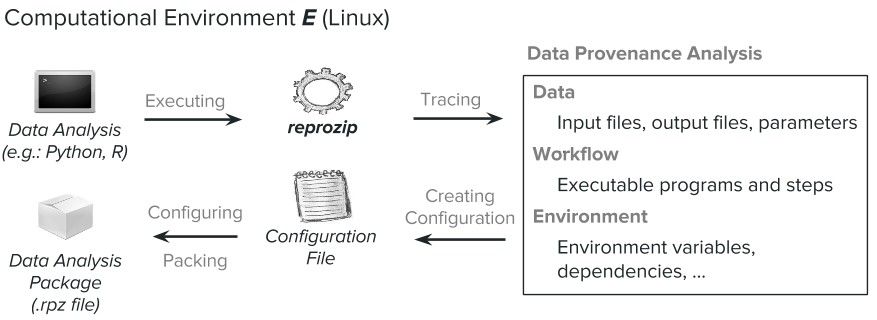 Computational Environment E (Linux)
Data Provenance Analysis
Executing
Tracing
Data Analysis
(e.g.: Python, R)
reprozip
Data
Input files, output files, parameters
Workflow
Executable programs and steps
Environment
Environment variables,
dependencies, ...
Creating
Configuration
Configuration
File
Configuring
Packing
Data Analysis
Package
(.rpz file)